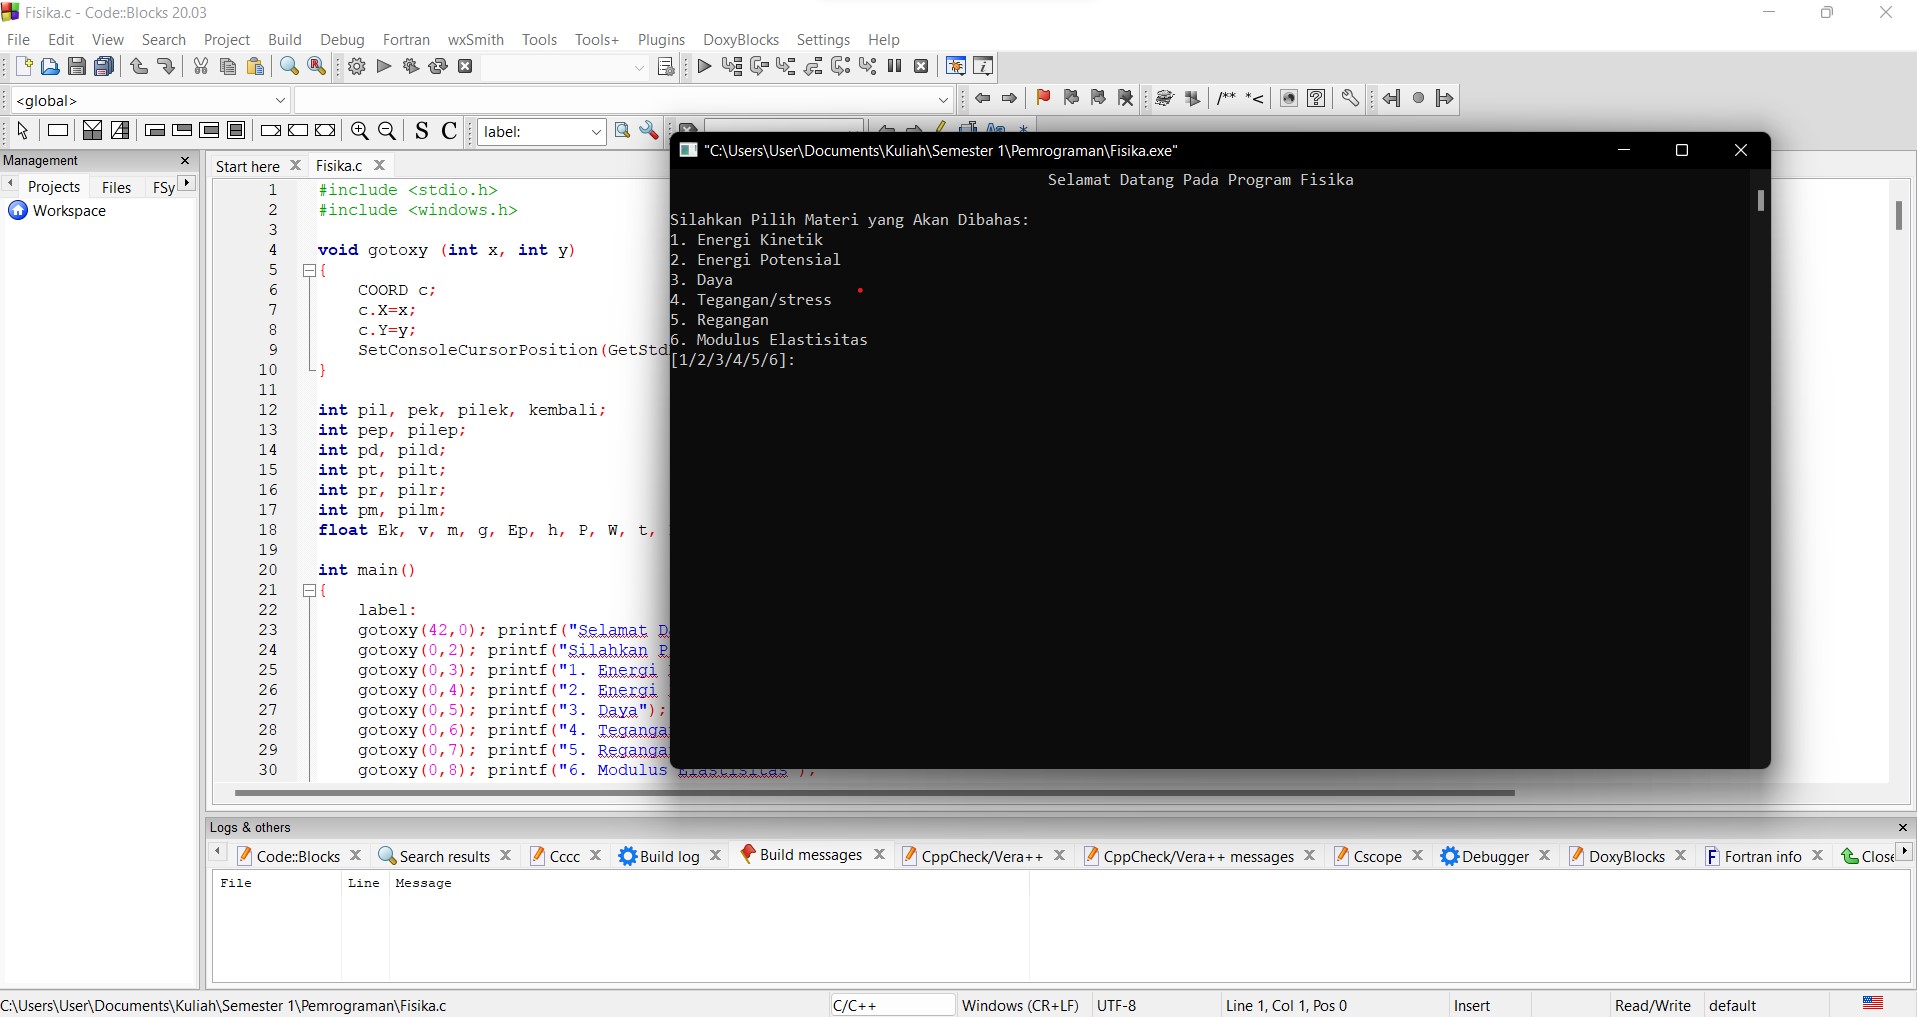 Fisika.c - Code::Blocks 20.03
File Edit View Search Project Build Debug Fortran wxSmith Tools Tools+ Plugins DoxyBlocks Settings Help
<global>
/** *<
S C label:
Management
Projects Files FSy
Workspace
Start here Fisika.c
1 #include <stdio.h>
2 #include <windows.h>
3
4 void gotoxy (int x, int y)
5 {
6 COORD c;
7 c.X=x;
8 c.Y=y;
9 SetConsoleCursorPosition(GetStd
10 }
11
12 int pil, pek, pilek, kembali;
13 int pep, pilep;
14 int pd, pild;
15 int pt, pilt;
16 int pr, pilr;
17 int pm, pilm;
18 float Ek, v, m, g, Ep, h, P, W, t,
19
20 int main()
21 {
22 label:
23 gotoxy(42,0); printf("Selamat D
24 gotoxy(0,2); printf("Silahkan P
25 gotoxy(0,3); printf("1. Energi
26 gotoxy(0,4); printf("2. Energi
27 gotoxy(0,5); printf("3. Daya");
28 gotoxy(0,6); printf("4. Tegangan
29 gotoxy(0,7); printf("5. Regangan
30 gotoxy(0,8); printf("6. Modulus Elastisitas");
"C:\Users\User\Documents\Kuliah\Semester 1\Pemrograman\Fisika.exe"
Selamat Datang Pada Program Fisika
Silahkan Pilih Materi yang Akan Dibahas:
1. Energi Kinetik
2. Energi Potensial
3. Daya
4. Tegangan/stress
5. Regangan
6. Modulus Elastisitas
[1/2/3/4/5/6]:
Logs & others
Code::Blocks Search results Cccc Build log Build messages CppCheck/Vera++ CppCheck/Vera++ messages Cscope Debugger DoxyBlocks Fortran info Close
File Line Message
C:\Users\User\Documents\Kuliah\Semester 1\Pemrograman\Fisika.c C/C++ Windows (CR+LF) UTF-8 Line 1, Col 1, Pos 0 Insert Read/Write default